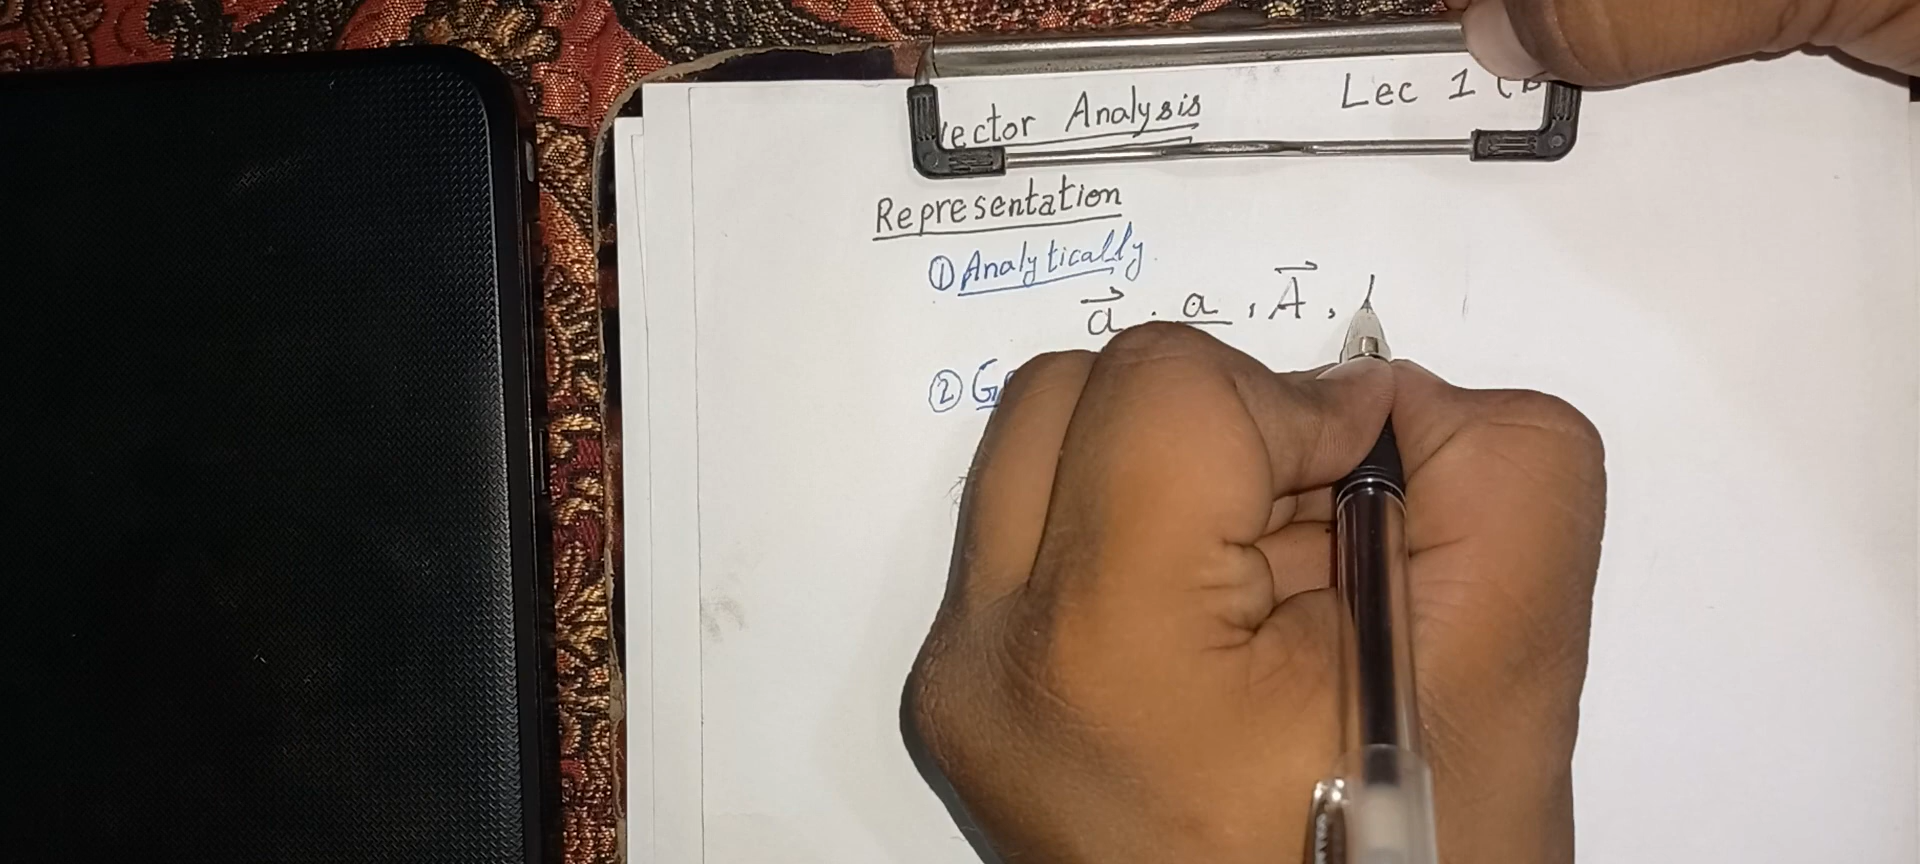 Vector Analysis Lec 1
Representation
① Analytically
a⃗, a̲, A⃗,
②